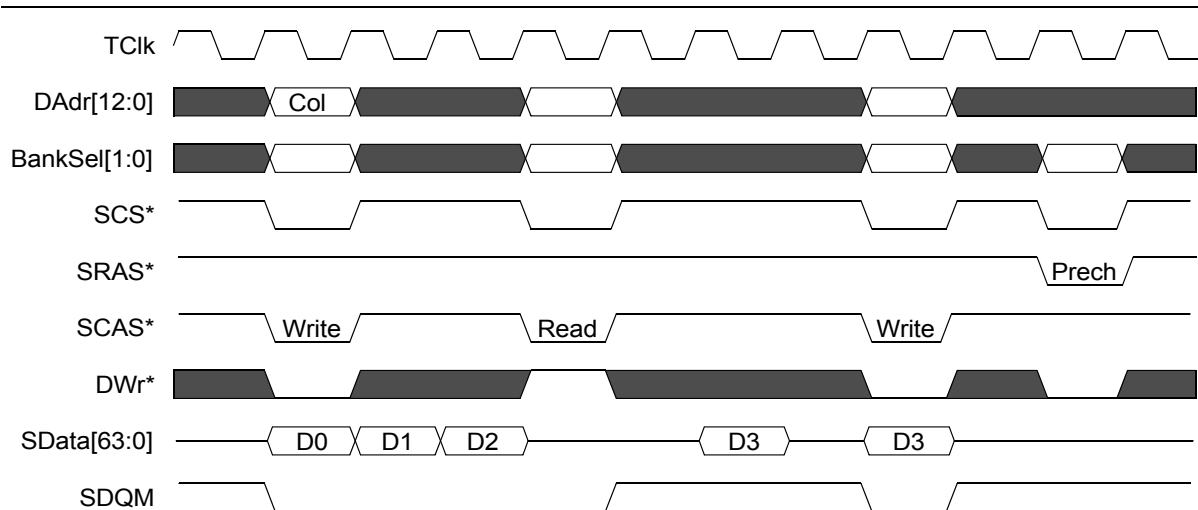 TClk
DAdr[12:0] Col
BankSel[1:0]
SCS*
SRAS* Prech
SCAS* Write Read Write
DWr*
SData[63:0] D0 D1 D2 D3 D3
SDQM